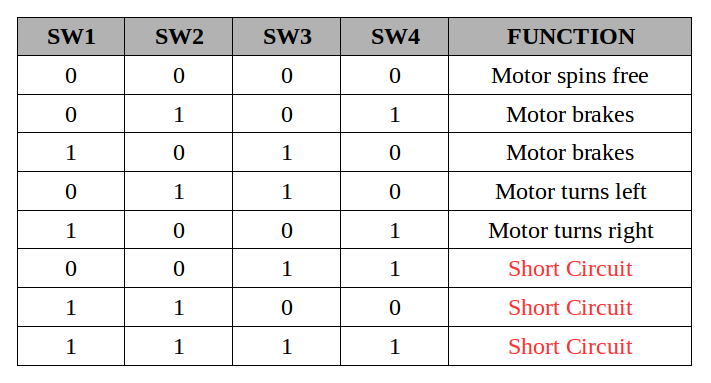 SW1 SW2 SW3 SW4 FUNCTION
0 0 0 0 Motor spins free
0 1 0 1 Motor brakes
1 0 1 0 Motor brakes
0 1 1 0 Motor turns left
1 0 0 1 Motor turns right
0 0 1 1 Short Circuit
1 1 0 0 Short Circuit
1 1 1 1 Short Circuit